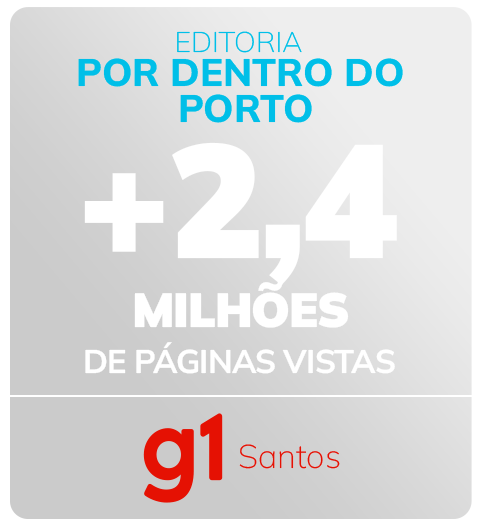 EDITORIA
POR DENTRO DO
PORTO
+2,4
MILHÕES
DE PÁGINAS VISTAS
g1 Santos